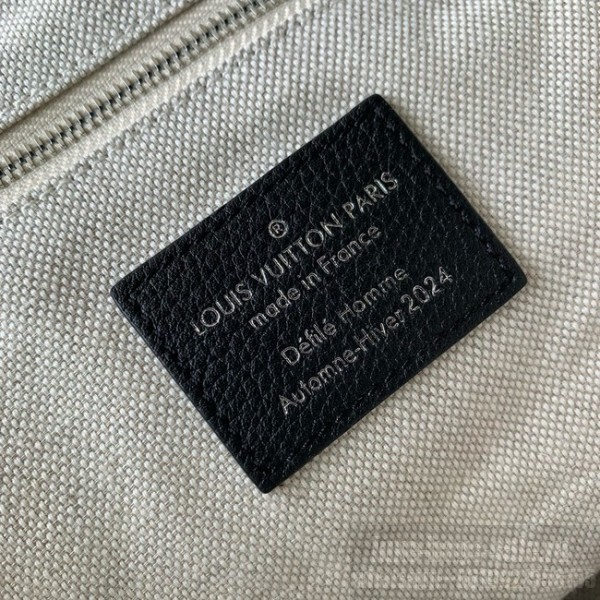 ®
LOUIS VUITTON PARIS
made in France
Défilé Homme
Automne-Hiver 2024